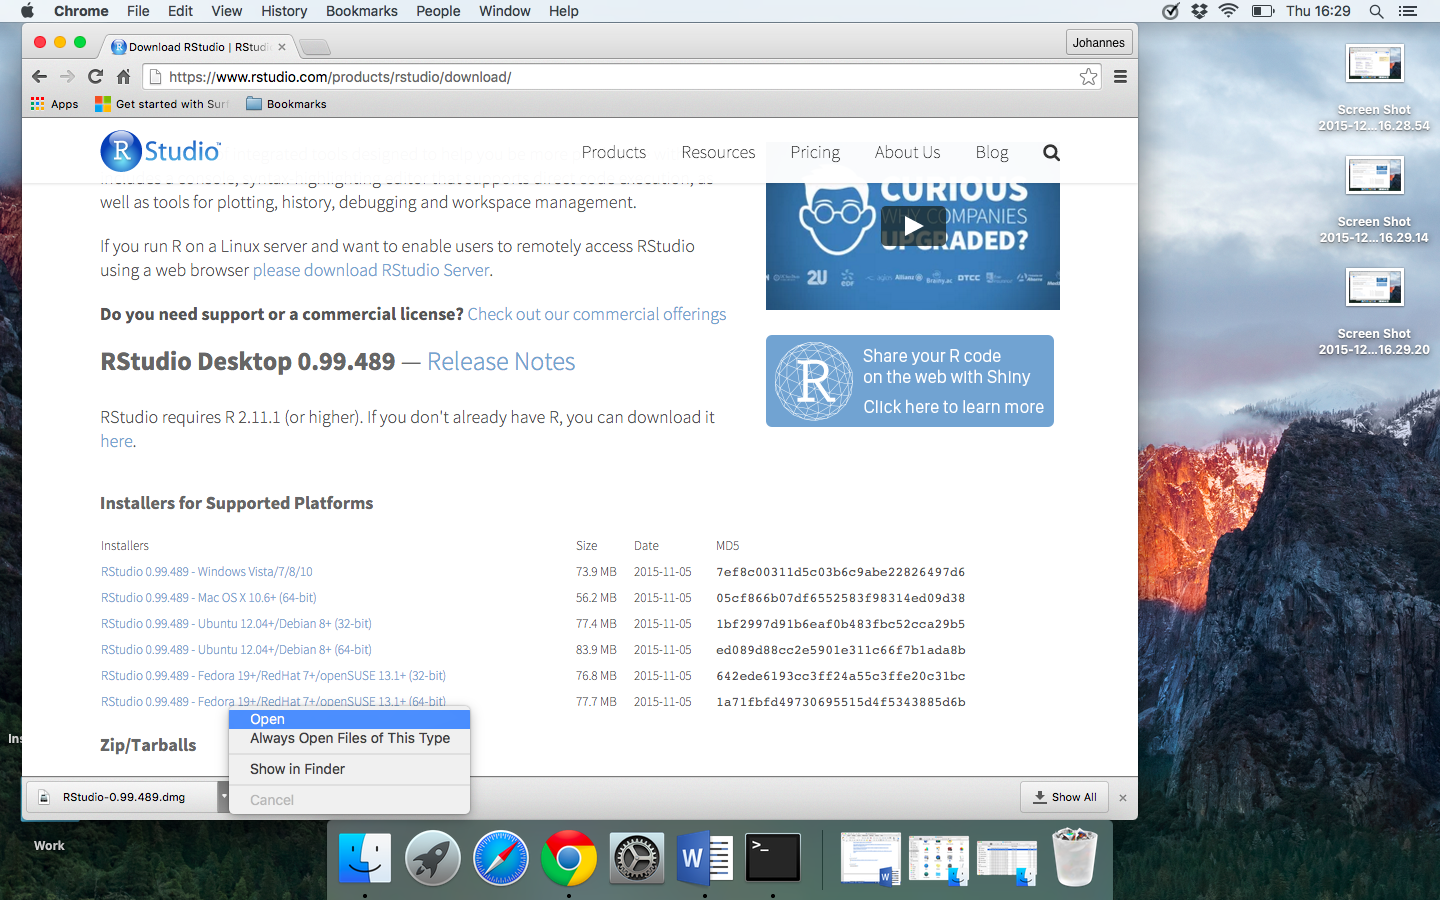 Chrome File Edit View History Bookmarks People Window Help
Thu 16:29
Download RStudio | RStudi
Johannes
https://www.rstudio.com/products/rstudio/download/
Apps
Get started with Surf
Bookmarks
R Studio™
Products Resources Pricing About Us Blog
well as tools for plotting, history, debugging and workspace management.
If you run R on a Linux server and want to enable users to remotely access RStudio
using a web browser please download RStudio Server.
Do you need support or a commercial license? Check out our commercial offerings
RStudio Desktop 0.99.489 — Release Notes
RStudio requires R 2.11.1 (or higher). If you don't already have R, you can download it
here.
CURIOUS
WHY COMPANIES
UPGRADED?
2U
edf
Allianz
Brainy.ac
DTCC
R
Share your R code
on the web with Shiny
Click here to learn more
Installers for Supported Platforms
Installers Size Date MD5
RStudio 0.99.489 - Windows Vista/7/8/10 73.9 MB 2015-11-05 7ef8c00311d5c03b6c9abe22826497d6
RStudio 0.99.489 - Mac OS X 10.6+ (64-bit) 56.2 MB 2015-11-05 05cf866b07df6552583f98314ed09d38
RStudio 0.99.489 - Ubuntu 12.04+/Debian 8+ (32-bit) 77.4 MB 2015-11-05 1bf2997d91b6eaf0b483fbc52cca29b5
RStudio 0.99.489 - Ubuntu 12.04+/Debian 8+ (64-bit) 83.9 MB 2015-11-05 ed089d88cc2e5901e311c66f7b1ada8b
RStudio 0.99.489 - Fedora 19+/RedHat 7+/openSUSE 13.1+ (32-bit) 76.8 MB 2015-11-05 642ede6193cc3ff24a55c3ffe20c31bc
RStudio 0.99.489 - Fedora 19+/RedHat 7+/openSUSE 13.1+ (64-bit) 77.7 MB 2015-11-05 1a71fbfd49730695515d4f5343885d6b
Zip/Tarballs
Open
Always Open Files of This Type
Show in Finder
Cancel
RStudio-0.99.489.dmg
Show All
Screen Shot
2015-12...16.28.54
Screen Shot
2015-12...16.29.14
Screen Shot
2015-12...16.29.20
Ins
Work
W
>_
W